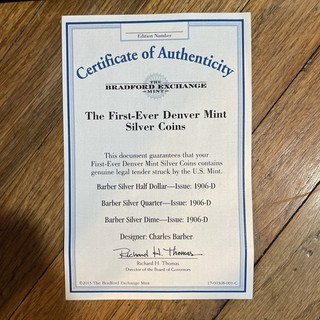 Edition Number
Certificate of Authenticity
THE
BRADFORD EXCHANGE
MINT
The First-Ever Denver Mint
Silver Coins
This document guarantees that your
First-Ever Denver Mint Silver Coins contains
genuine legal tender struck by the U.S. Mint.
Barber Silver Half Dollar—Issue: 1906-D
Barber Silver Quarter—Issue: 1906-D
Barber Silver Dime—Issue: 1906-D
Designer: Charles Barber
Richard H. Thomas
Richard H. Thomas
Director of the Board of Governors
©2012 The Bradford Exchange Mint